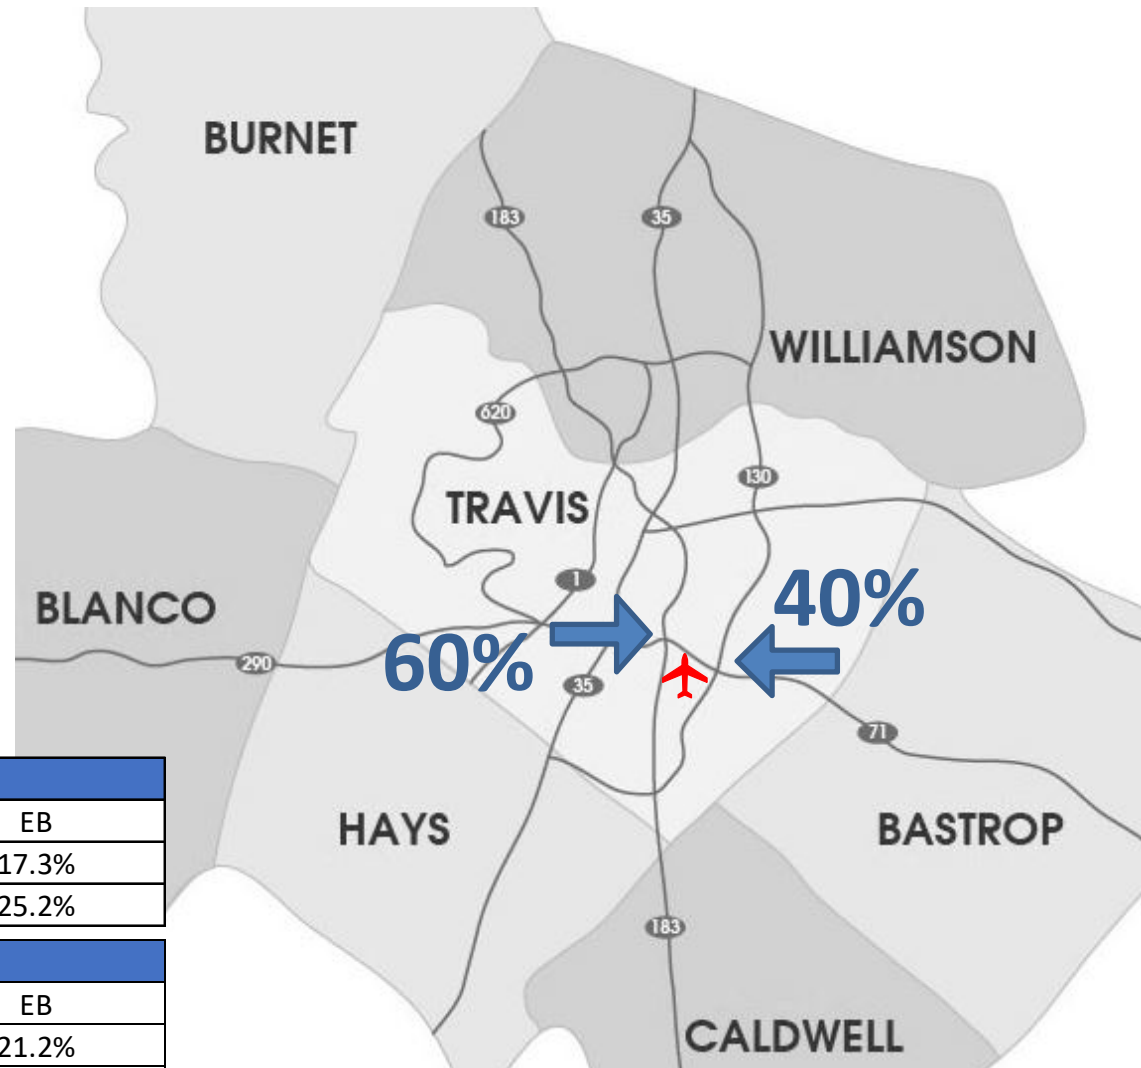 BURNET
183
35
WILLIAMSON
620
130
TRAVIS
1
40%
BLANCO
60%
290
35
71
EB
17.3%
25.2%
HAYS
BASTROP
183
EB
21.2%
CALDWELL